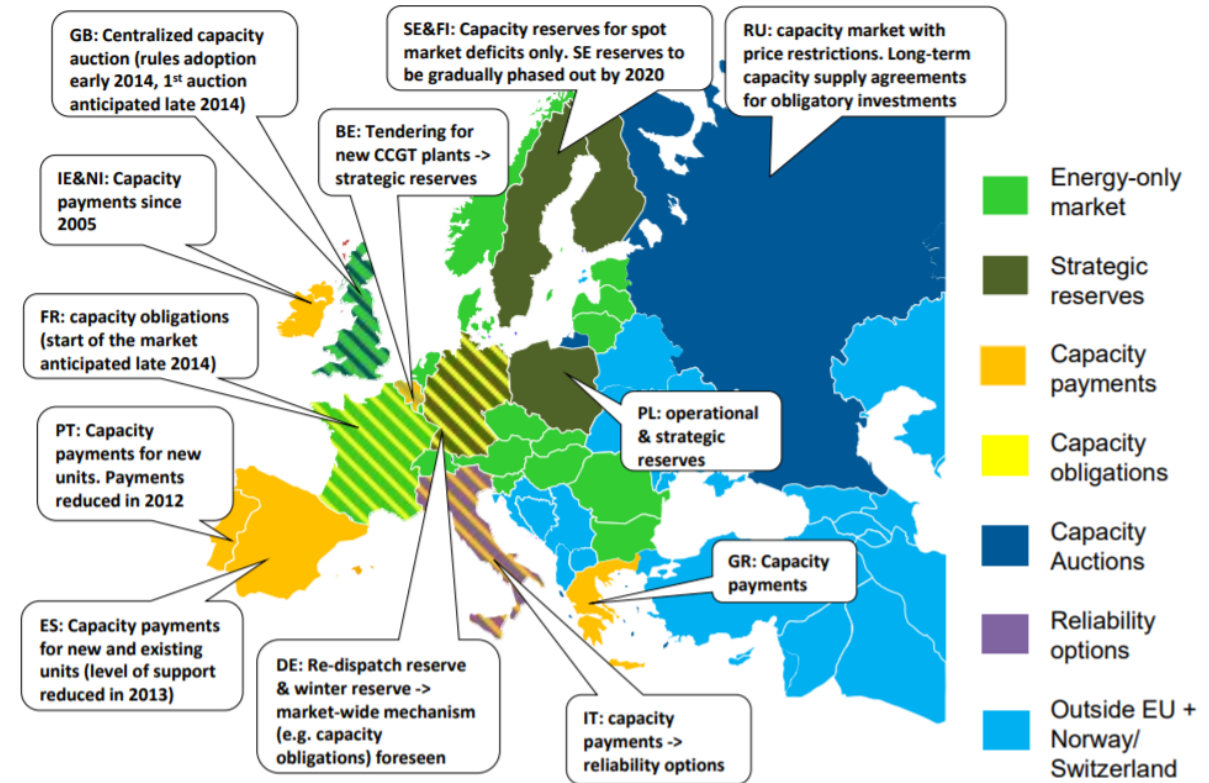 GB: Centralized capacity
auction (rules adoption
early 2014, 1st auction
anticipated late 2014)
SE&FI: Capacity reserves for spot
market deficits only. SE reserves to
be gradually phased out by 2020
RU: capacity market with
price restrictions. Long-term
capacity supply agreements
for obligatory investments
BE: Tendering for
new CCGT plants ->
strategic reserves
IE&NI: Capacity
payments since
2005
FR: capacity obligations
(start of the market
anticipated late 2014)
PT: Capacity
payments for new
units. Payments
reduced in 2012
PL: operational
& strategic
reserves
GR: Capacity
payments
ES: Capacity payments
for new and existing
units (level of support
reduced in 2013)
DE: Re-dispatch reserve
& winter reserve ->
market-wide mechanism
(e.g. capacity
obligations) foreseen
IT: capacity
payments ->
reliability options
Energy-only
market
Strategic
reserves
Capacity
payments
Capacity
obligations
Capacity
Auctions
Reliability
options
Outside EU +
Norway/
Switzerland